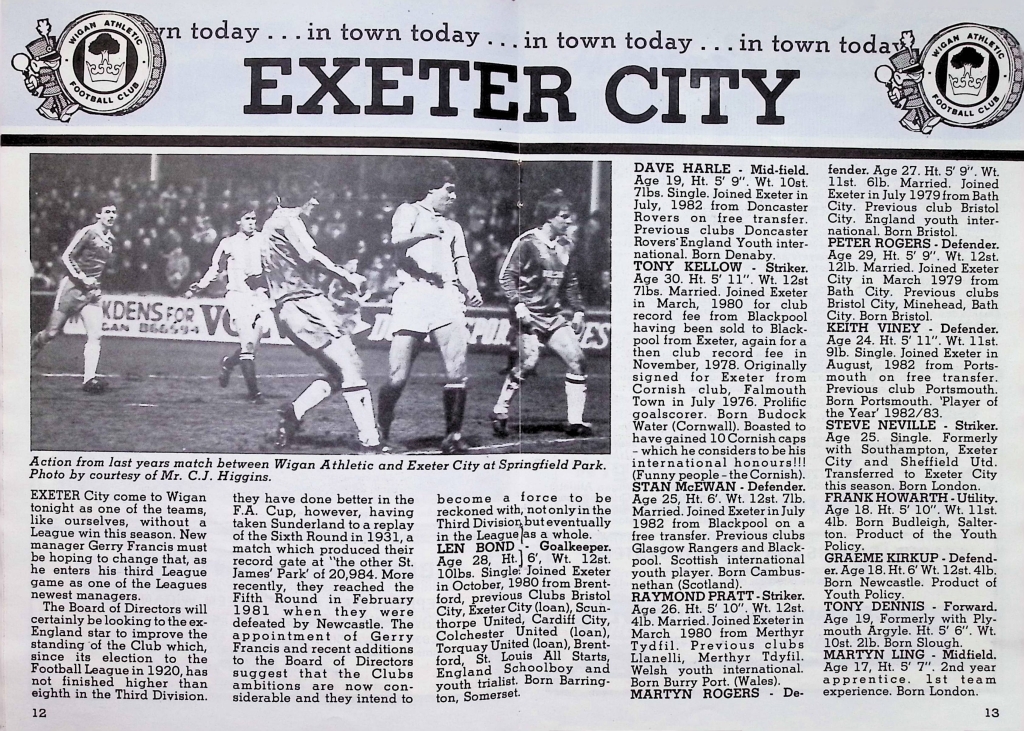 WIGAN ATHLETIC
FOOTBALL CLUB
wn today ... in town today ... in town today ... in town today
WIGAN ATHLETIC
FOOTBALL CLUB
EXETER CITY
KDENS FOR
GAN 866594
VO
Action from last years match between Wigan Athletic and Exeter City at Springfield Park.
Photo by courtesy of Mr. C.J. Higgins.
EXETER City come to Wigan
tonight as one of the teams,
like ourselves, without a
League win this season. New
manager Gerry Francis must
be hoping to change that, as
he enters his third League
game as one of the Leagues
newest managers.
The Board of Directors will
certainly be looking to the ex-
England star to improve the
standing of the Club which,
since its election to the
Football League in 1920, has
not finished higher than
eighth in the Third Division.
12
they have done better in the
F.A. Cup, however, having
taken Sunderland to a replay
of the Sixth Round in 1931, a
match which produced their
record gate at "the other St.
James' Park' of 20,984. More
recently, they reached the
Fifth Round in February
1981 when they were
defeated by Newcastle. The
appointment of Gerry
Francis and recent additions
to the Board of Directors
suggest that the Clubs
ambitions are now con-
siderable and they intend to
become a force to be
reckoned with, not only in the
Third Division but eventually
in the League as a whole.
LEN BOND - Goalkeeper.
Age 28, Ht. 6', Wt. 12st.
10lbs. Single. Joined Exeter
in October, 1980 from Brent-
ford, previous Clubs Bristol
City, Exeter City (loan), Scun-
thorpe United, Cardiff City,
Colchester United (loan),
Torquay United (loan), Brent-
ford, St. Louis All Starts,
England Schoolboy and
youth trialist. Born Barring-
ton, Somerset.
DAVE HARLE - Mid-field.
Age 19, Ht. 5' 9". Wt. 10st.
7lbs. Single. Joined Exeter in
July, 1982 from Doncaster
Rovers on free transfer.
Previous clubs Doncaster
Rovers' England Youth inter-
national. Born Denaby.
TONY KELLOW - Striker.
Age 30. Ht. 5' 11". Wt. 12st
7lbs. Married. Joined Exeter
in March, 1980 for club
record fee from Blackpool
having been sold to Black-
pool from Exeter, again for a
then club record fee in
November, 1978. Originally
signed for Exeter from
Cornish club, Falmouth
Town in July 1976. Prolific
goalscorer. Born Budock
Water (Cornwall). Boasted to
have gained 10 Cornish caps
- which he considers to be his
international honours!!!
(Funny people - the Cornish).
STAN McEWAN - Defender.
Age 25, Ht. 6'. Wt. 12st. 7lb.
Married. Joined Exeter in July
1982 from Blackpool on a
free transfer. Previous clubs
Glasgow Rangers and Black-
pool. Scottish international
youth player. Born Cambus-
nethan (Scotland).
RAYMOND PRATT - Striker.
Age 26. Ht. 5' 10". Wt. 12st.
4lb. Married. Joined Exeter in
March 1980 from Merthyr
Tydfil. Previous clubs
Llanelli, Merthyr Tdyfil.
Welsh youth international.
Born Burry Port. (Wales).
MARTYN ROGERS - De-
fender. Age 27. Ht. 5' 9". Wt.
11st. 6lb. Married. Joined
Exeter in July 1979 from Bath
City. Previous club Bristol
City. England youth inter-
national. Born Bristol.
PETER ROGERS - Defender.
Age 29, Ht. 5' 9". Wt. 12st.
12lb. Married. Joined Exeter
City in March 1979 from
Bath City. Previous clubs
Bristol City, Minehead, Bath
City. Born Bristol.
KEITH VINEY - Defender.
Age 24. Ht. 5' 11". Wt. 11st.
9lb. Single. Joined Exeter in
August, 1982 from Ports-
mouth on free transfer.
Previous club Portsmouth.
Born Portsmouth. 'Player of
the Year' 1982/83.
STEVE NEVILLE - Striker.
Age 25. Single. Formerly
with Southampton, Exeter
City and Sheffield Utd.
Transferred to Exeter City
this season. Born London.
FRANK HOWARTH - Utility.
Age 18. Ht. 5' 10". Wt. 11st.
4lb. Born Budleigh, Salter-
ton. Product of the Youth
Policy.
GRAEME KIRKUP - Defend-
er. Age 18. Ht. 6' Wt. 12st. 4lb.
Born Newcastle. Product of
Youth Policy.
TONY DENNIS - Forward.
Age 19, Formerly with Ply-
mouth Argyle. Ht. 5' 6". Wt.
10st. 2lb. Born Slough.
MARTYN LING - Midfield.
Age 17, Ht. 5' 7". 2nd year
apprentice. 1st team
experience. Born London.
13